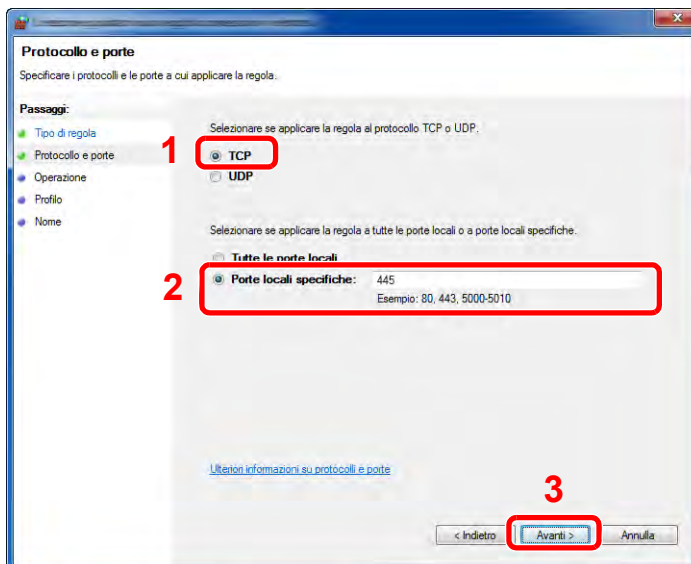 Protocollo e porte
Specificare i protocolli e le porte a cui applicare la regola.
Passaggi:
Tipo di regola
Protocollo e porte
Operazione
Profilo
Nome
Selezionare se applicare la regola al protocollo TCP o UDP.
1
TCP
UDP
Selezionare se applicare la regola a tutte le porte locali o a porte locali specifiche.
Tutte le porte locali
2
Porte locali specifiche:
445
Esempio: 80, 443, 5000-5010
Ulteriori informazioni su protocolli e porte
3
< Indietro
Avanti >
Annulla